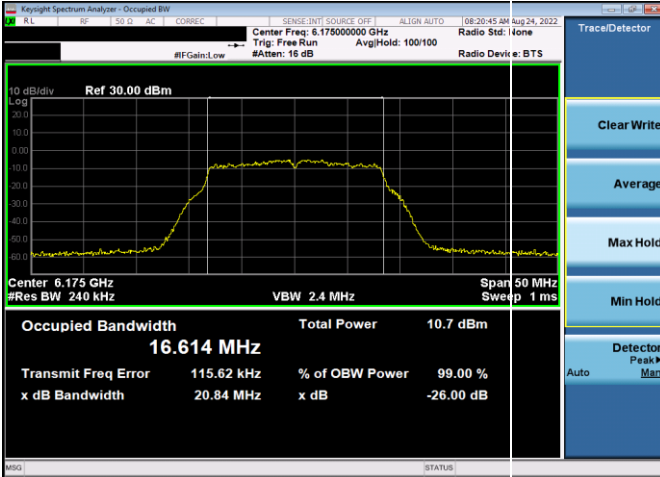 Keysight Spectrum Analyzer - Occupied BW
RL RF 50 Ω AC CORREC SENSE:INT SOURCE OFF ALIGN AUTO 08:20:45 AM Aug 24, 2022
Center Freq: 6.175000000 GHz Radio Std: None
Trig: Free Run Avg|Hold: 100/100
#IFGain:Low #Atten: 16 dB Radio Device: BTS
Trace/Detector
10 dB/div Ref 30.00 dBm
Log
20.0
10.0
0.00
-10.0
-20.0
-30.0
-40.0
-50.0
-60.0
Center 6.175 GHz Span 50 MHz
#Res BW 240 kHz VBW 2.4 MHz Sweep 1 ms
Occupied Bandwidth Total Power 10.7 dBm
16.614 MHz
Transmit Freq Error 115.62 kHz % of OBW Power 99.00 %
x dB Bandwidth 20.84 MHz x dB -26.00 dB
Clear Write
Average
Max Hold
Min Hold
Detector
Peak
Auto Man
MSG STATUS